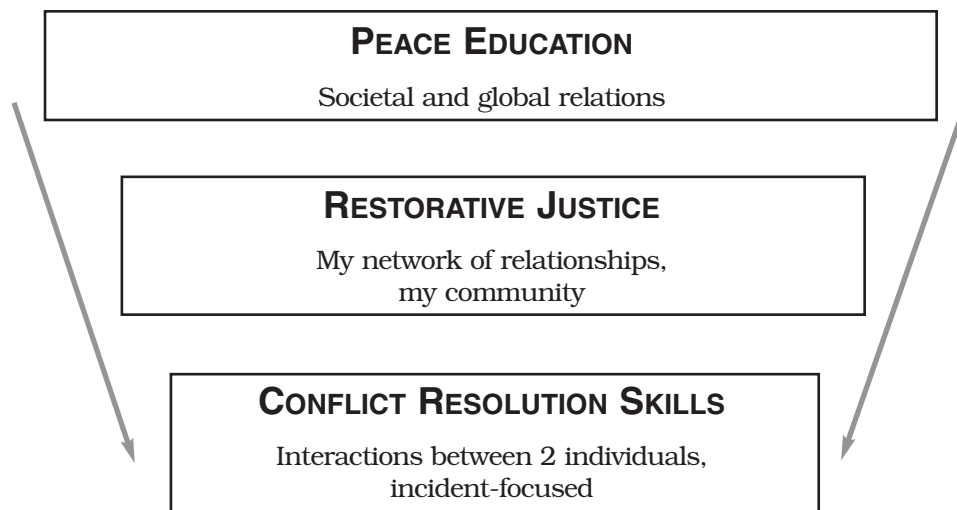 PEACE EDUCATION
Societal and global relations
RESTORATIVE JUSTICE
My network of relationships,
my community
CONFLICT RESOLUTION SKILLS
Interactions between 2 individuals,
incident-focused